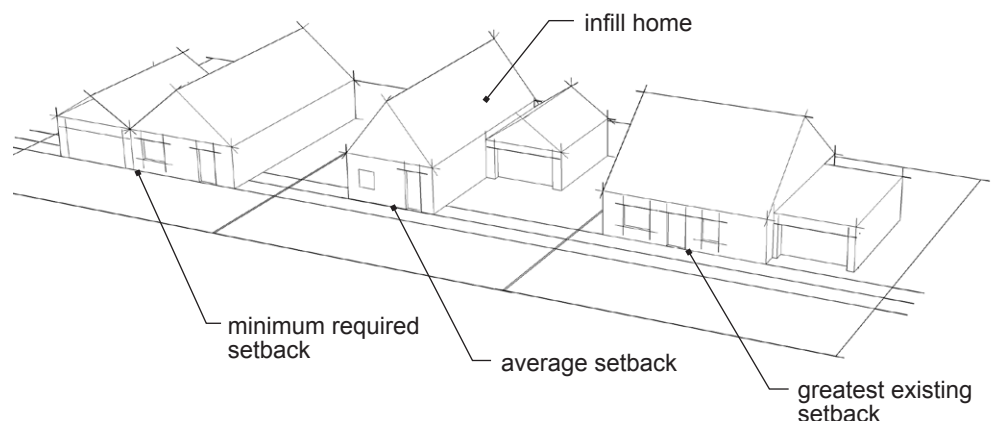 infill home
minimum required
setback
average setback
greatest existing
setback